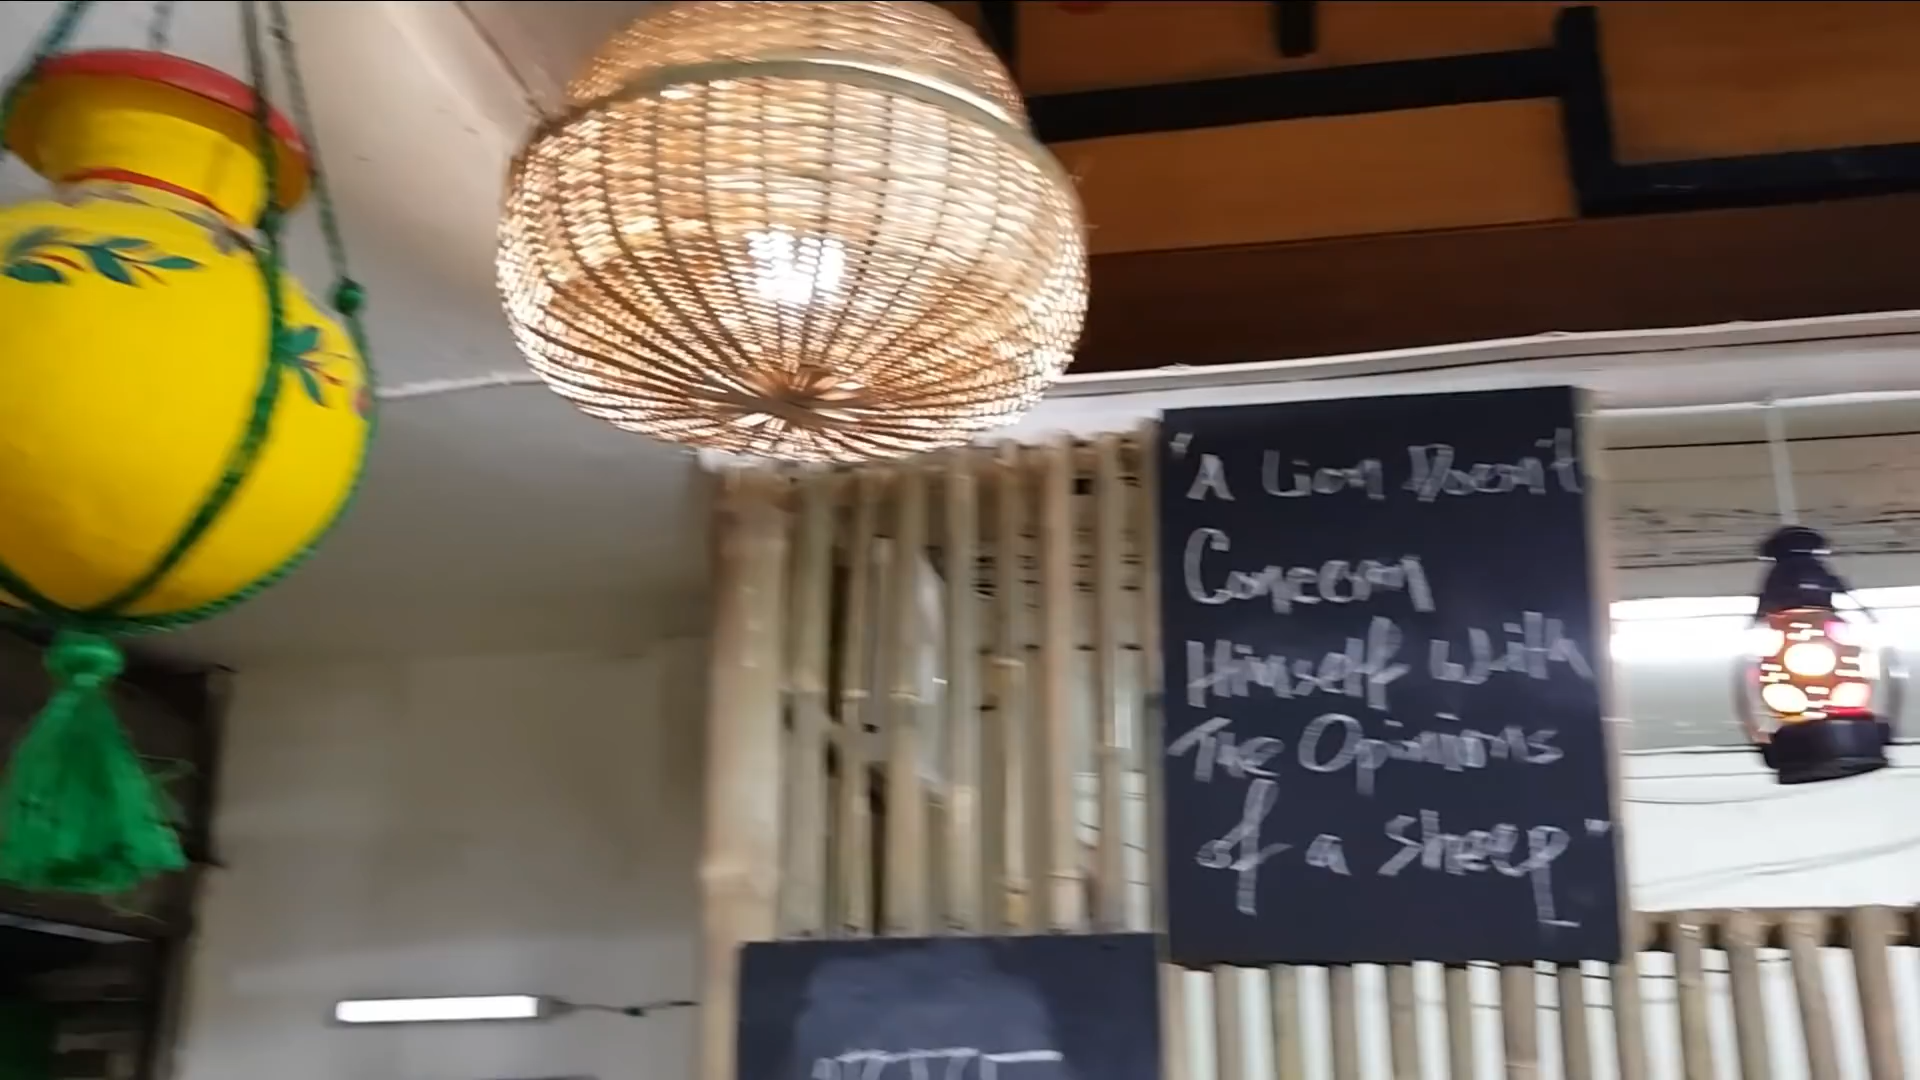 "A Lion Doesn't
Concern
Himself With
The Opinions
of a Sheep"